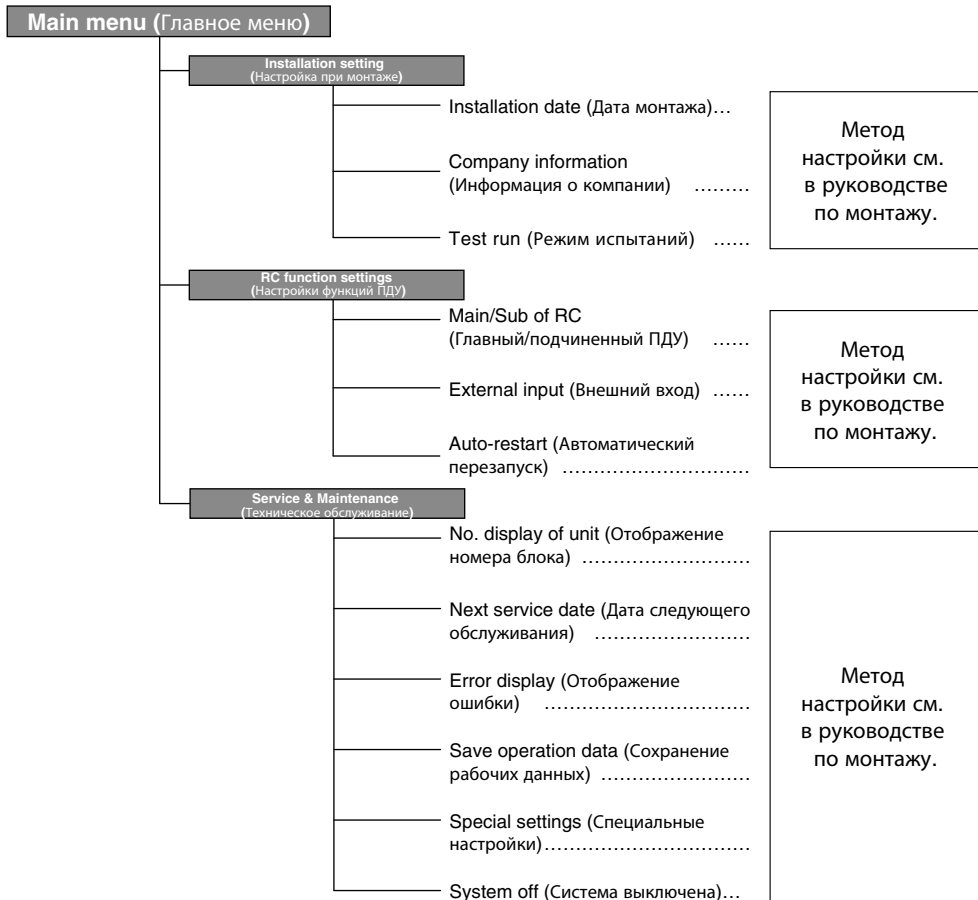 Main menu (Главное меню)
Installation setting
(Настройка при монтаже)
Installation date (Дата монтажа)...
Company information
(Информация о компании) .........
Test run (Режим испытаний) ......
Метод
настройки см.
в руководстве
по монтажу.
RC function settings
(Настройки функций ПДУ)
Main/Sub of RC
(Главный/подчиненный ПДУ) ......
External input (Внешний вход) ......
Auto-restart (Автоматический
перезапуск) ..............................
Метод
настройки см.
в руководстве
по монтажу.
Service & Maintenance
(Техническое обслуживание)
No. display of unit (Отображение
номера блока) ...........................
Next service date (Дата следующего
обслуживания) .........................
Error display (Отображение
ошибки) .................................
Save operation data (Сохранение
рабочих данных) ........................
Special settings (Специальные
настройки).................................
System off (Система выключена)...
Метод
настройки см.
в руководстве
по монтажу.